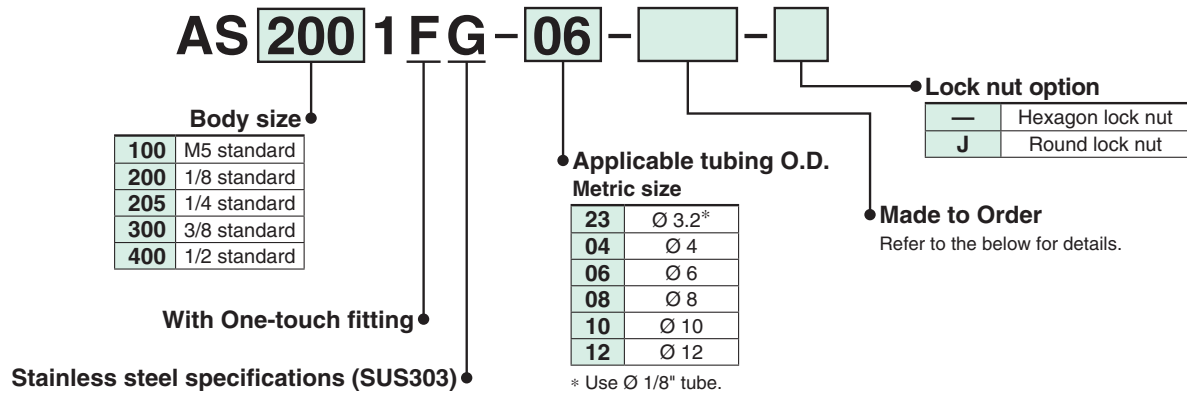 AS 200 1 F G - 06 - -
Body size
100 M5 standard
200 1/8 standard
205 1/4 standard
300 3/8 standard
400 1/2 standard
With One-touch fitting
Stainless steel specifications (SUS303)
Applicable tubing O.D.
Metric size
23 Ø 3.2*
04 Ø 4
06 Ø 6
08 Ø 8
10 Ø 10
12 Ø 12
* Use Ø 1/8" tube.
Lock nut option
— Hexagon lock nut
J Round lock nut
Made to Order
Refer to the below for details.